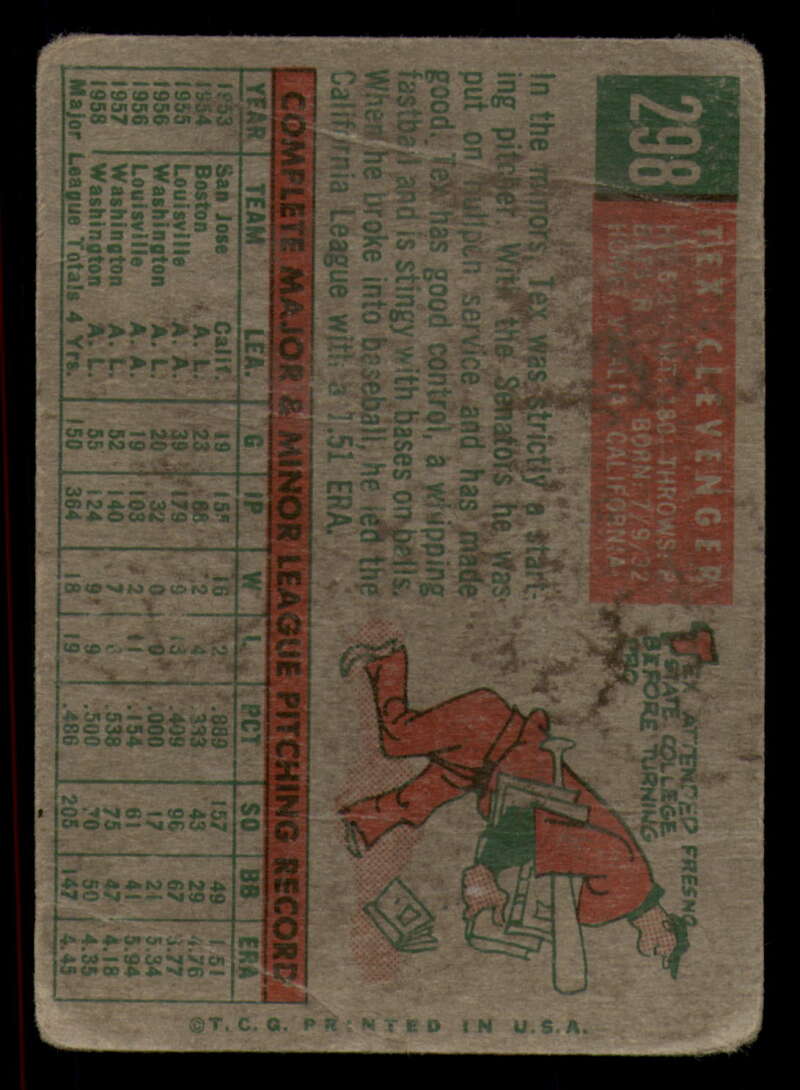 298
TEX CLEVENGER
CALIFORNIA
TEX ATTENDED FRESNO
STATE COLLEGE
BEFORE TURNING
PRO
In the minors, Tex was strictly a start-
ing pitcher. With the Senators he was
put on bullpen service and has made
good. Tex has good control, a whipping
fastball and is stingy with bases on balls.
When he broke into baseball, he led the
California League with a 1.51 ERA.
COMPLETE MAJOR & MINOR LEAGUE PITCHING RECORD
YEAR TEAM LEA. G IP W L PCT SO BB ERA
1953 San Jose Calif. 19 155 16 2 .889 157 49 1.51
1954 Boston A.L. 23 68 2 4 .333 43 29 4.76
1955 Louisville A.A. 39 179 9 13 .409 96 67 3.77
1956 Washington A.L. 20 32 0 0 .000 17 21 5.34
1956 Louisville A.A. 19 103 2 11 .154 61 41 5.94
1957 Washington A.L. 52 140 7 6 .538 75 47 4.18
1958 Washington A.L. 55 124 9 9 .500 70 50 4.35
Major League Totals 4 Yrs. 150 364 18 19 .486 205 147 4.45
©T.C.G. PRINTED IN U.S.A.